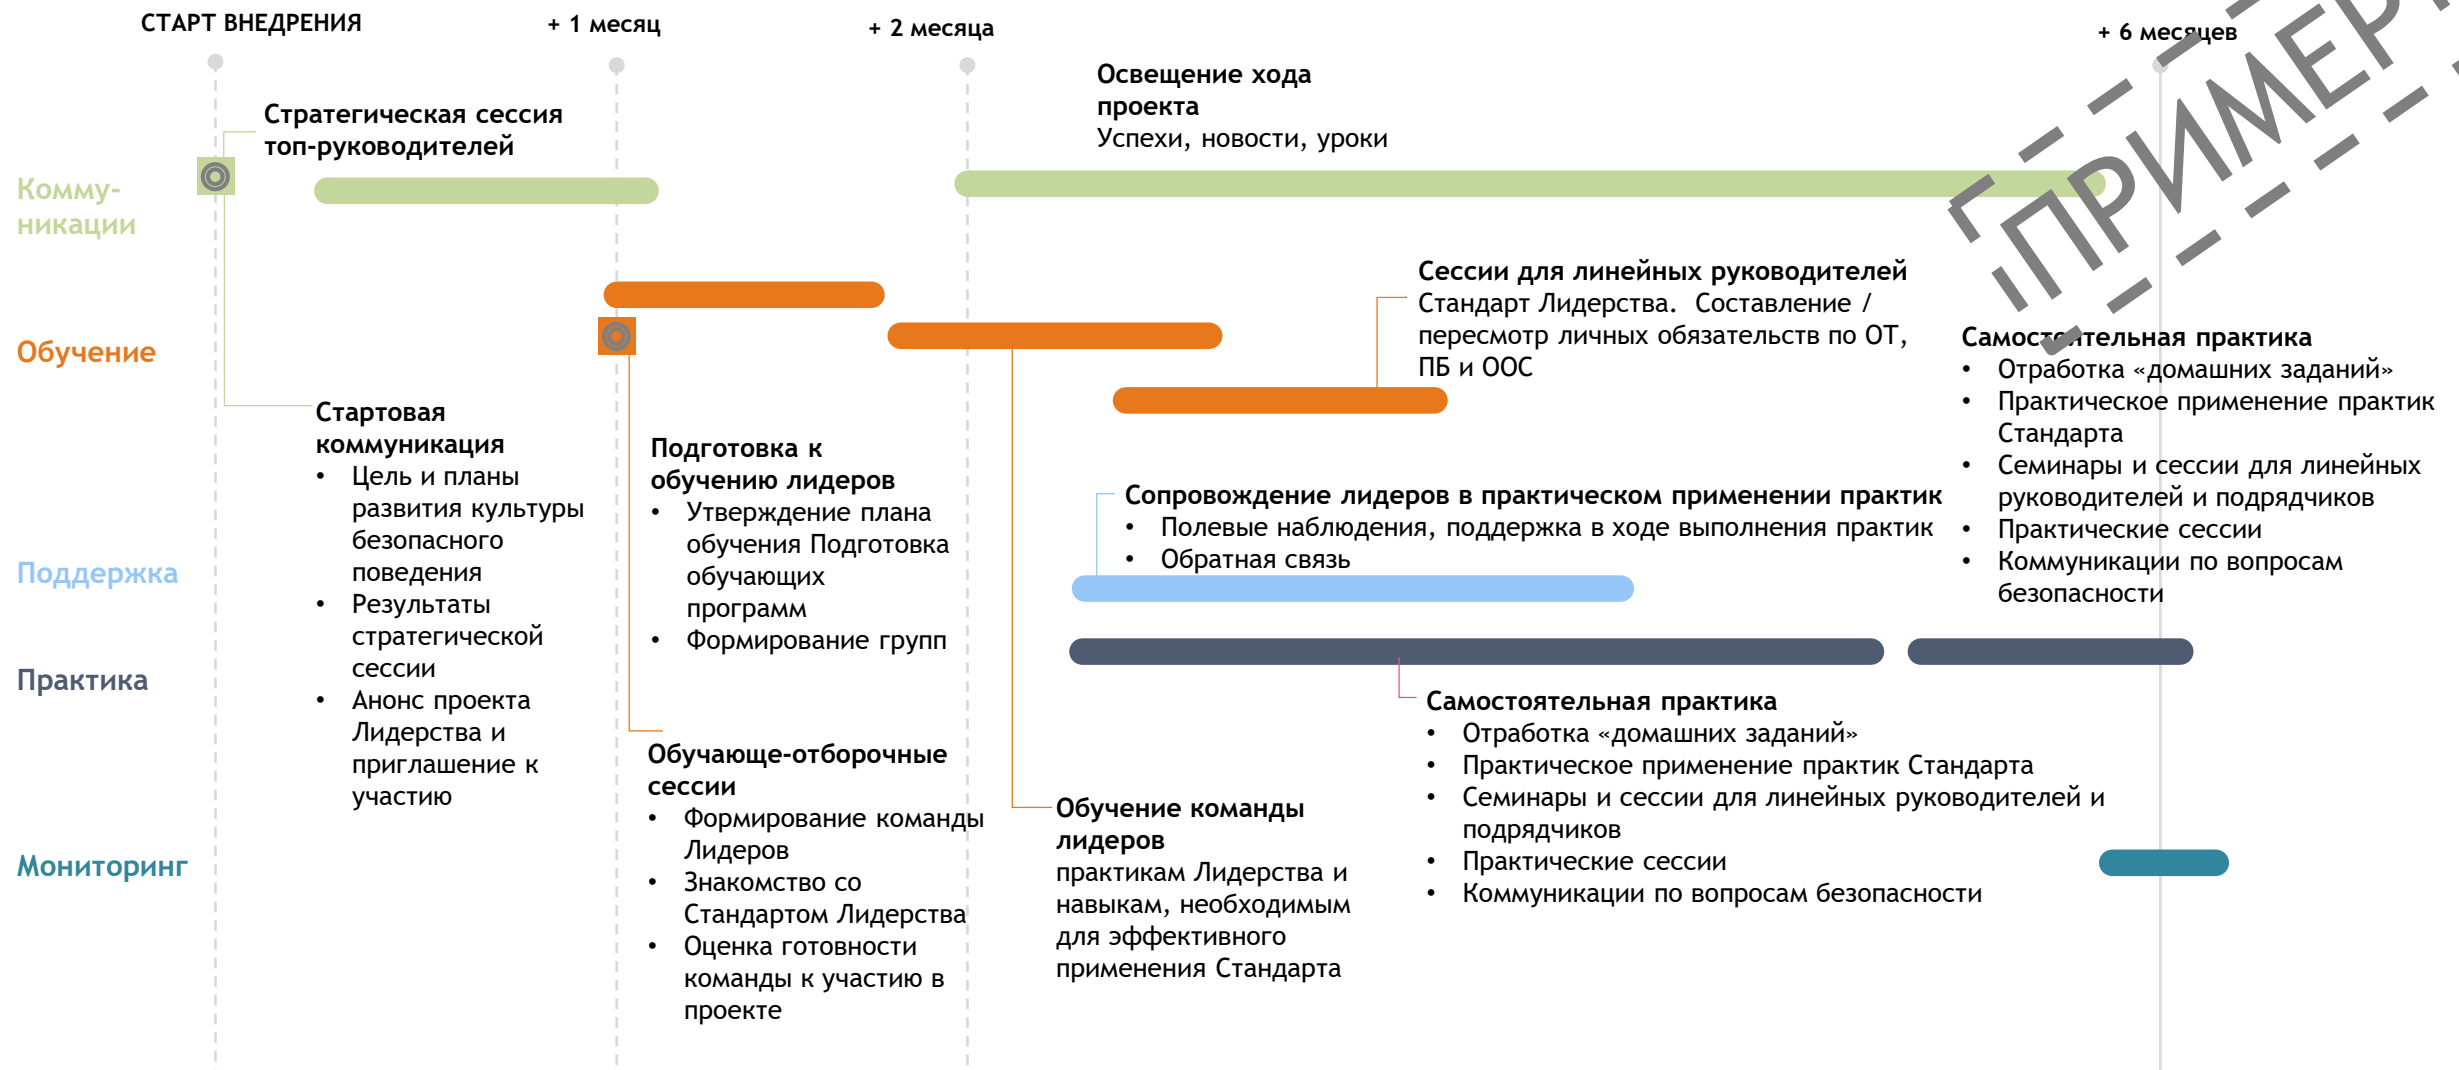 СТАРТ ВНЕДРЕНИЯ
+ 1 месяц
+ 2 месяца
+ 6 месяцев
ПРИМЕР
Комму-
никации
Стратегическая сессия
топ-руководителей
Освещение хода
проекта
Успехи, новости, уроки
Обучение
Сессии для линейных руководителей
Стандарт Лидерства. Составление /
пересмотр личных обязательств по ОТ,
ПБ и ООС
Самостоятельная практика
• Отработка «домашних заданий»
• Практическое применение практик
Стандарта
• Семинары и сессии для линейных
руководителей и подрядчиков
• Практические сессии
• Коммуникации по вопросам
безопасности
Стартовая
коммуникация
• Цель и планы
развития культуры
безопасного
поведения
• Результаты
стратегической
сессии
• Анонс проекта
Лидерства и
приглашение к
участию
Подготовка к
обучению лидеров
• Утверждение плана
обучения Подготовка
обучающих
программ
• Формирование групп
Сопровождение лидеров в практическом применении практик
• Полевые наблюдения, поддержка в ходе выполнения практик
• Обратная связь
Поддержка
Практика
Обучающе-отборочные
сессии
• Формирование команды
Лидеров
• Знакомство со
Стандартом Лидерства
• Оценка готовности
команды к участию в
проекте
Обучение команды
лидеров
практикам Лидерства и
навыкам, необходимым
для эффективного
применения Стандарта
Самостоятельная практика
• Отработка «домашних заданий»
• Практическое применение практик Стандарта
• Семинары и сессии для линейных руководителей и
подрядчиков
• Практические сессии
• Коммуникации по вопросам безопасности
Мониторинг